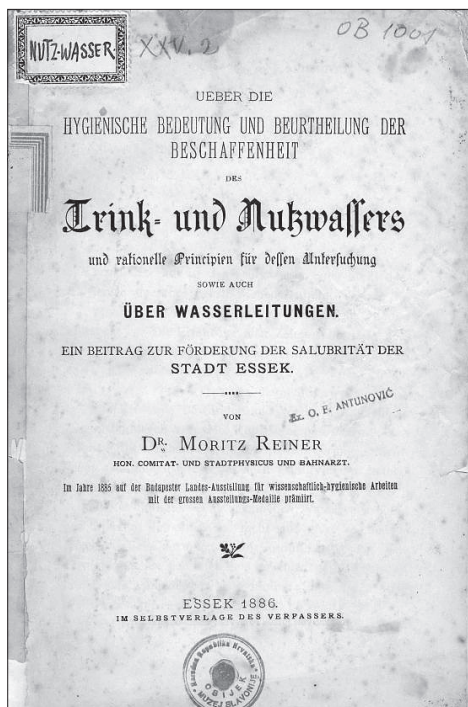 NUTZ-WASSER.
XXV. 2
OB 1001
UEBER DIE
HYGIENISCHE BEDEUTUNG UND BEURTHEILUNG DER
BESCHAFFENHEIT
DES
Trink- und Nutzwassers
und rationelle Principien für dessen Untersuchung
SOWIE AUCH
ÜBER WASSERLEITUNGEN.
EIN BEITRAG ZUR FÖRDERUNG DER SALUBRITÄT DER
STADT ESSEK.
VON
Ex. O. F. ANTUNOVIĆ
DR. MORITZ REINER
HON. COMITAT- UND STADTPHYSICUS UND BAHNARZT.
Im Jahre 1885 auf der Budapester Landes-Ausstellung für wissenschaftlich-hygienische Arbeiten
mit der grossen Ausstellungs-Medaille prämiirt.
ESSEK 1886.
IM SELBSTVERLAGE DES VERFASSERS.
Narodna Republika Hrvatska
OSIJEK
MUZEJ SLAVONIJE